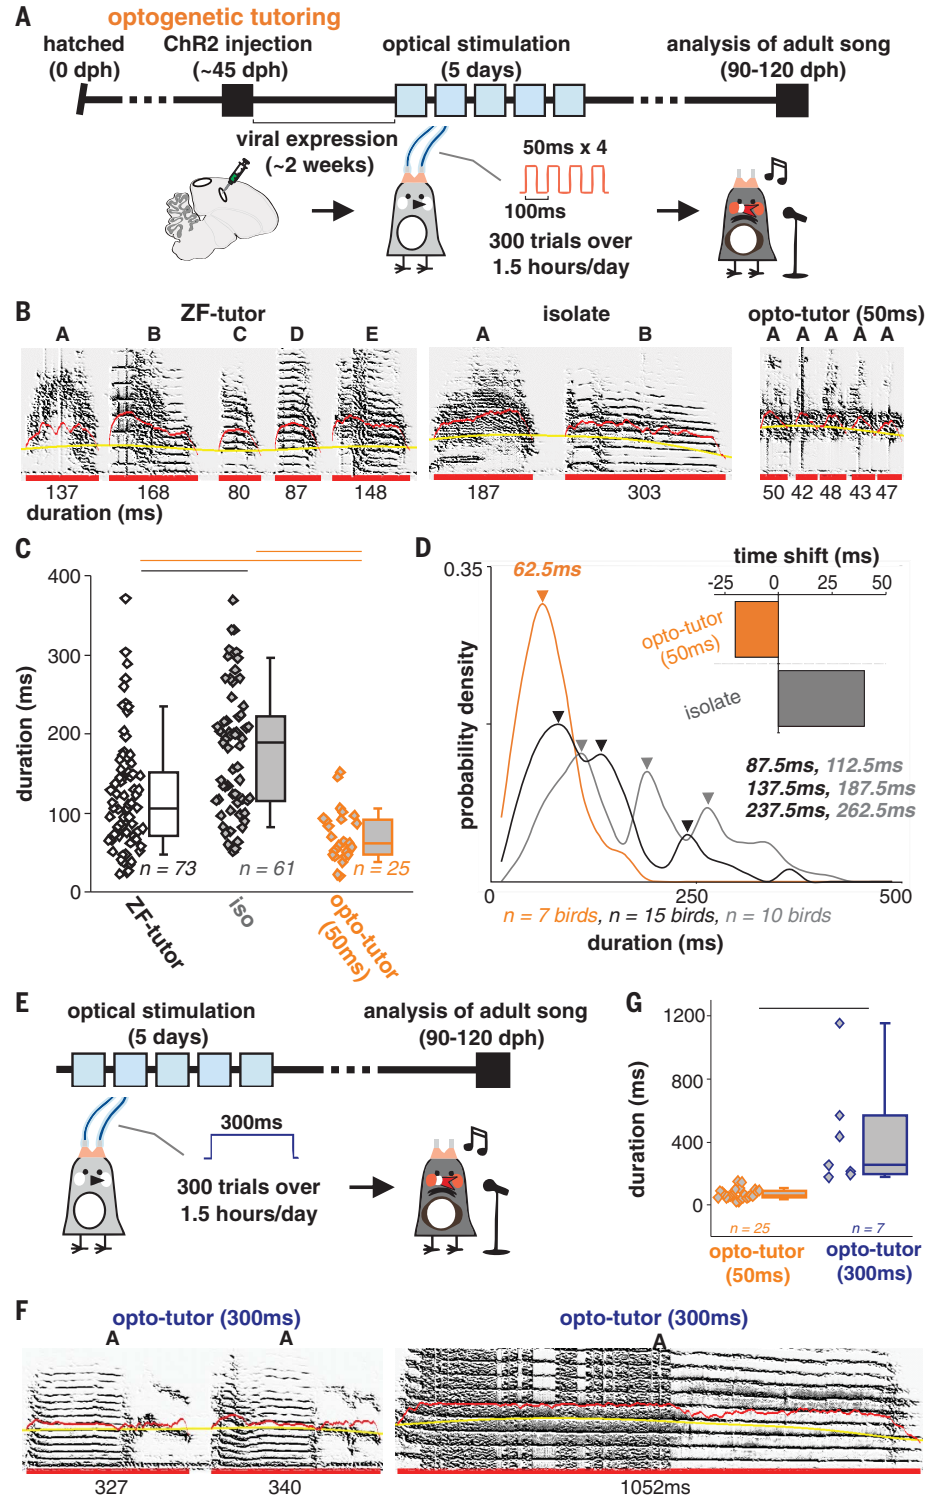 A
optogenetic tutoring
hatched
(0 dph)
ChR2 injection
(~45 dph)
optical stimulation
(5 days)
analysis of adult song
(90-120 dph)
viral expression
(~2 weeks)
50ms x 4
100ms
300 trials over
1.5 hours/day
B
ZF-tutor
isolate
opto-tutor (50ms)
A B C D E
A B
A A A A A
137 168 80 87 148
187 303
50 42 48 43 47
duration (ms)
C
400
300
200
100
0
duration (ms)
n = 73
n = 61
n = 25
ZF-tutor
iso
opto-tutor
(50ms)
D
time shift (ms)
-25 0 25 50
0.35
62.5ms
opto-tutor
(50ms)
isolate
probability density
87.5ms, 112.5ms
137.5ms, 187.5ms
237.5ms, 262.5ms
0
0 250 500
n = 7 birds, n = 15 birds, n = 10 birds
duration (ms)
E
optical stimulation
(5 days)
analysis of adult song
(90-120 dph)
300ms
300 trials over
1.5 hours/day
G
1200
800
400
0
duration (ms)
n = 25
n = 7
opto-tutor
(50ms)
opto-tutor
(300ms)
F
opto-tutor (300ms)
opto-tutor (300ms)
A A
A
327 340
1052ms